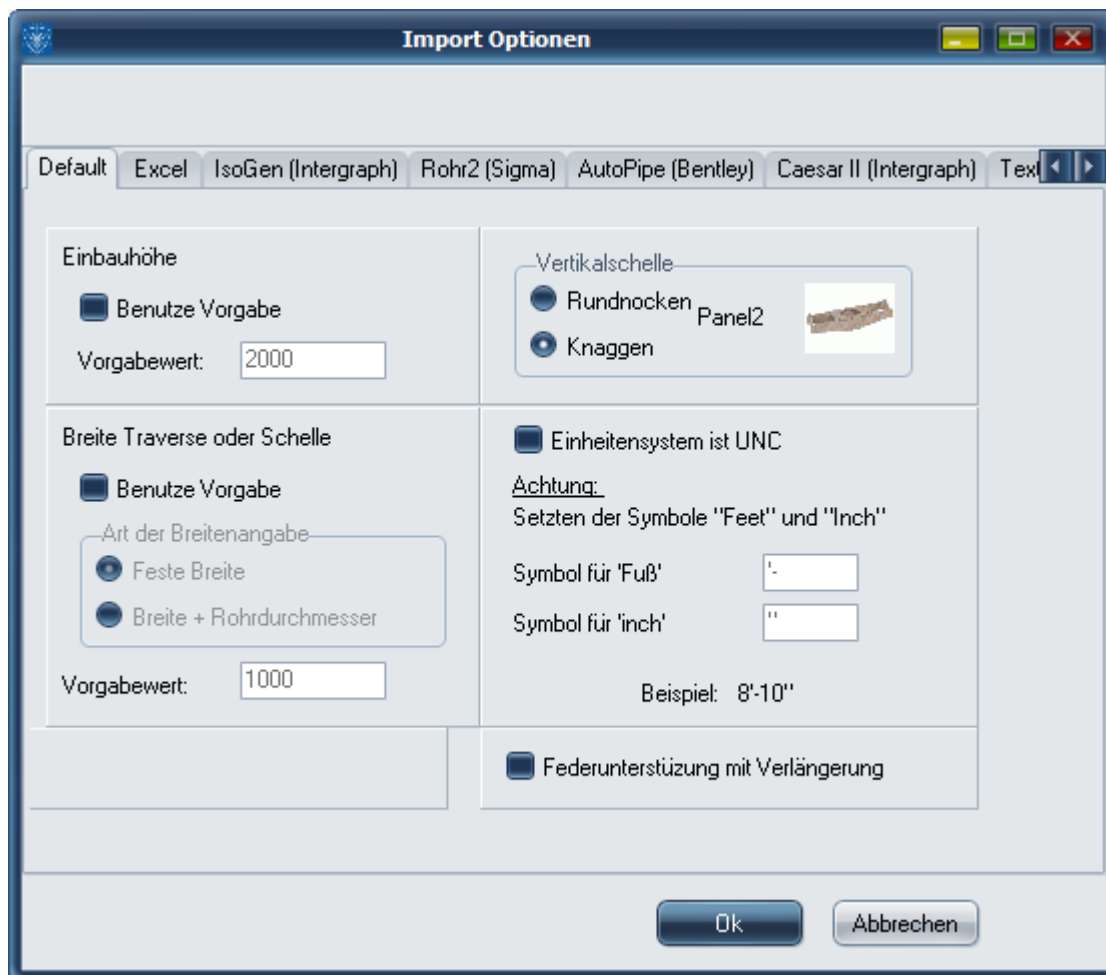 Import Optionen
Default
Excel
IsoGen (Intergraph)
Rohr2 (Sigma)
AutoPipe (Bentley)
Caesar II (Intergraph)
Einbauhöhe
Benutze Vorgabe
Vorgabewert: 2000
Vertikalschelle
Rundnocken
Panel2
Knaggen
Breite Traverse oder Schelle
Benutze Vorgabe
Art der Breitenangabe
Feste Breite
Breite + Rohrdurchmesser
Vorgabewert: 1000
Einheitensystem ist UNC
Achtung:
Setzten der Symbole "Feet" und "Inch"
Symbol für 'Fuß' '-
Symbol für 'inch' "
Beispiel: 8'-10"
Federunterstüzung mit Verlängerung
Ok
Abbrechen